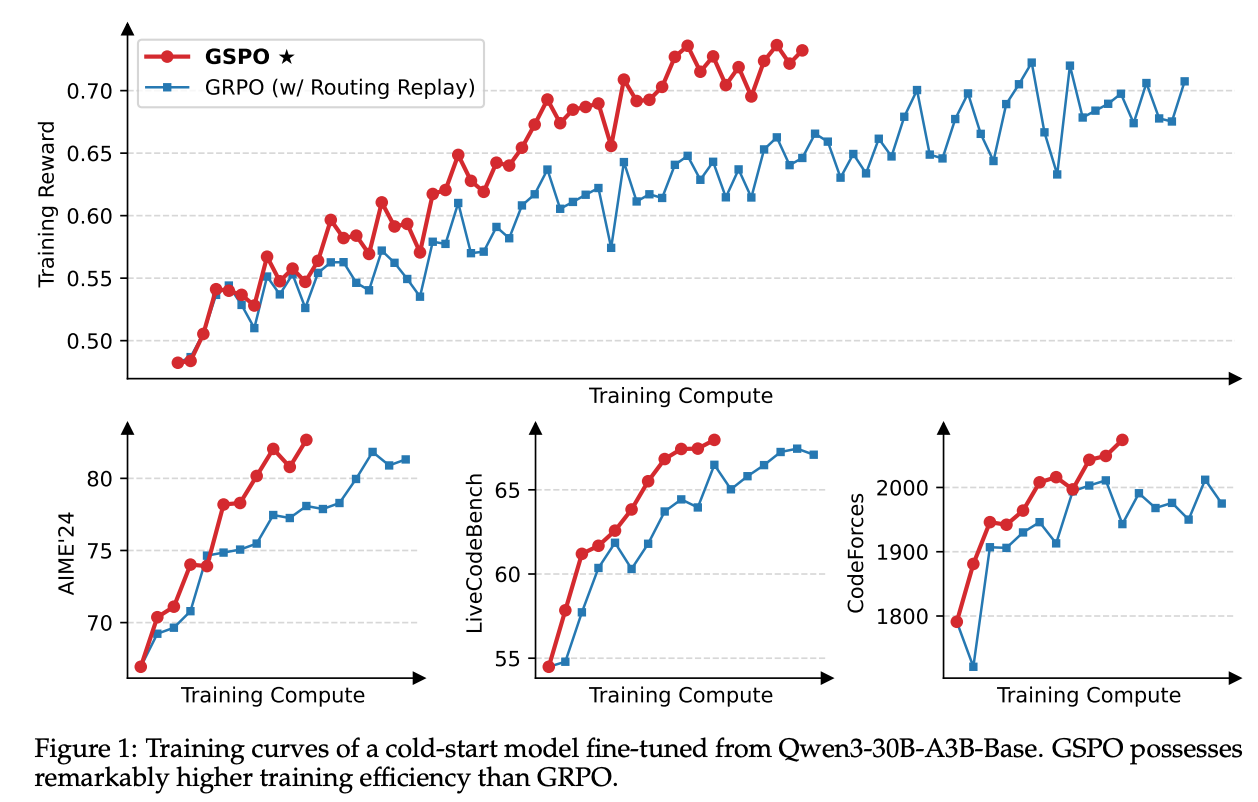 GSPO ★
GRPO (w/ Routing Replay)
Training Reward
0.70
0.65
0.60
0.55
0.50
Training Compute
AIME'24
80
75
70
Training Compute
LiveCodeBench
65
60
55
Training Compute
CodeForces
2000
1900
1800
Training Compute
Figure 1: Training curves of a cold-start model fine-tuned from Qwen3-30B-A3B-Base. GSPO possesses
remarkably higher training efficiency than GRPO.